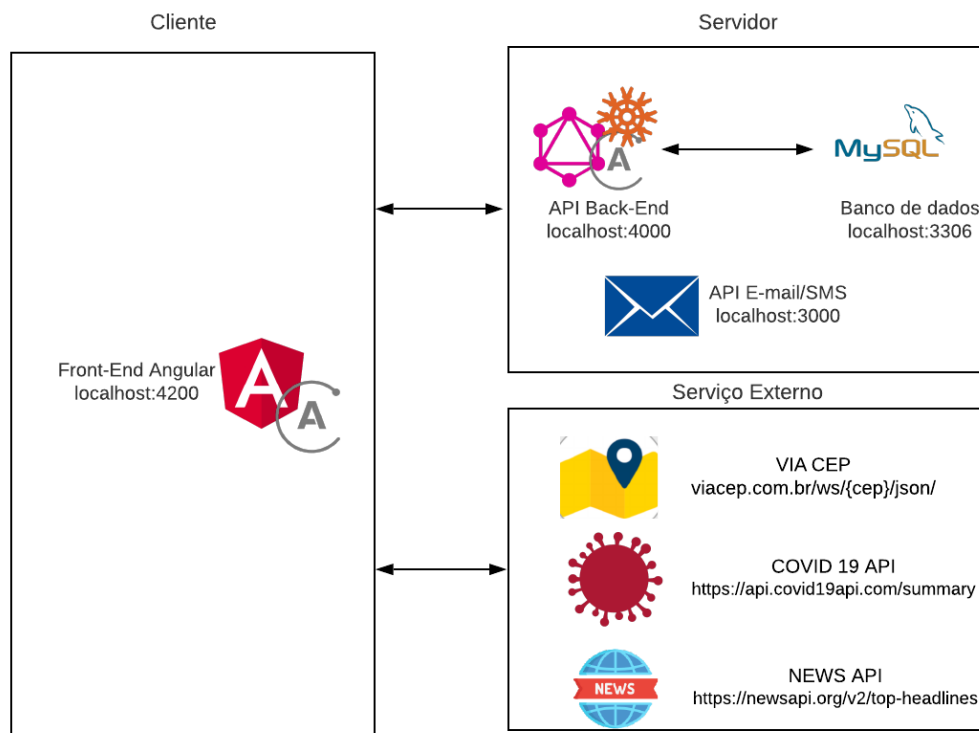 Cliente
Servidor
API Back-End
localhost:4000
MySQL
Banco de dados
localhost:3306
API E-mail/SMS
localhost:3000
Front-End Angular
localhost:4200
A
A
A
Serviço Externo
VIA CEP
viacep.com.br/ws/{cep}/json/
COVID 19 API
https://api.covid19api.com/summary
NEWS
NEWS API
https://newsapi.org/v2/top-headlines